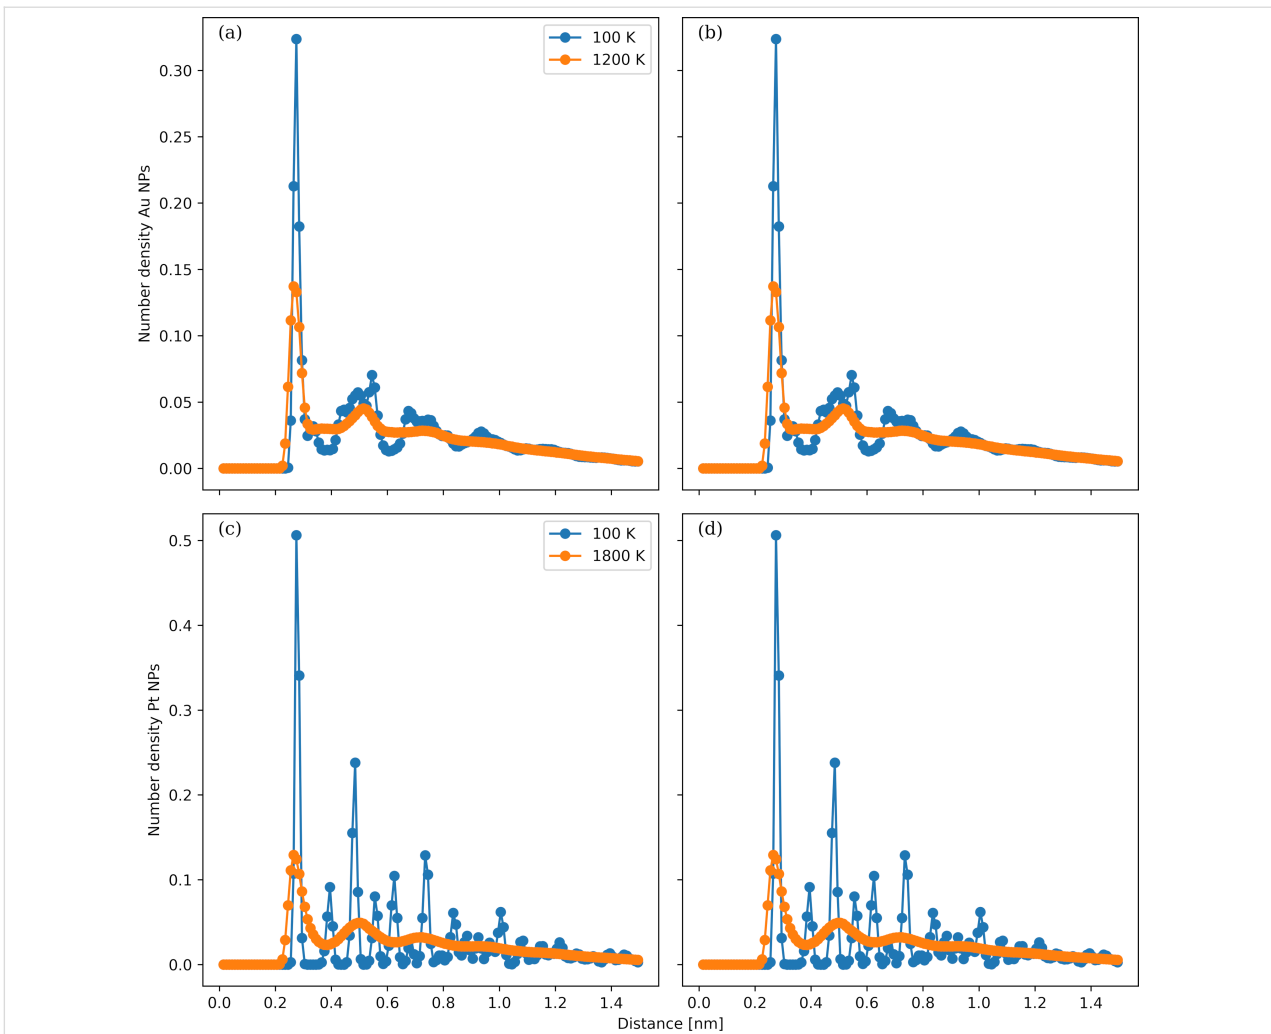 (a)
100 K
1200 K
(b)
0.30
0.25
0.20
0.15
0.10
0.05
0.00
Number density Au NPs
(c)
100 K
1800 K
(d)
0.5
0.4
0.3
0.2
0.1
0.0
Number density Pt NPs
0.0 0.2 0.4 0.6 0.8 1.0 1.2 1.4
0.0 0.2 0.4 0.6 0.8 1.0 1.2 1.4
Distance [nm]